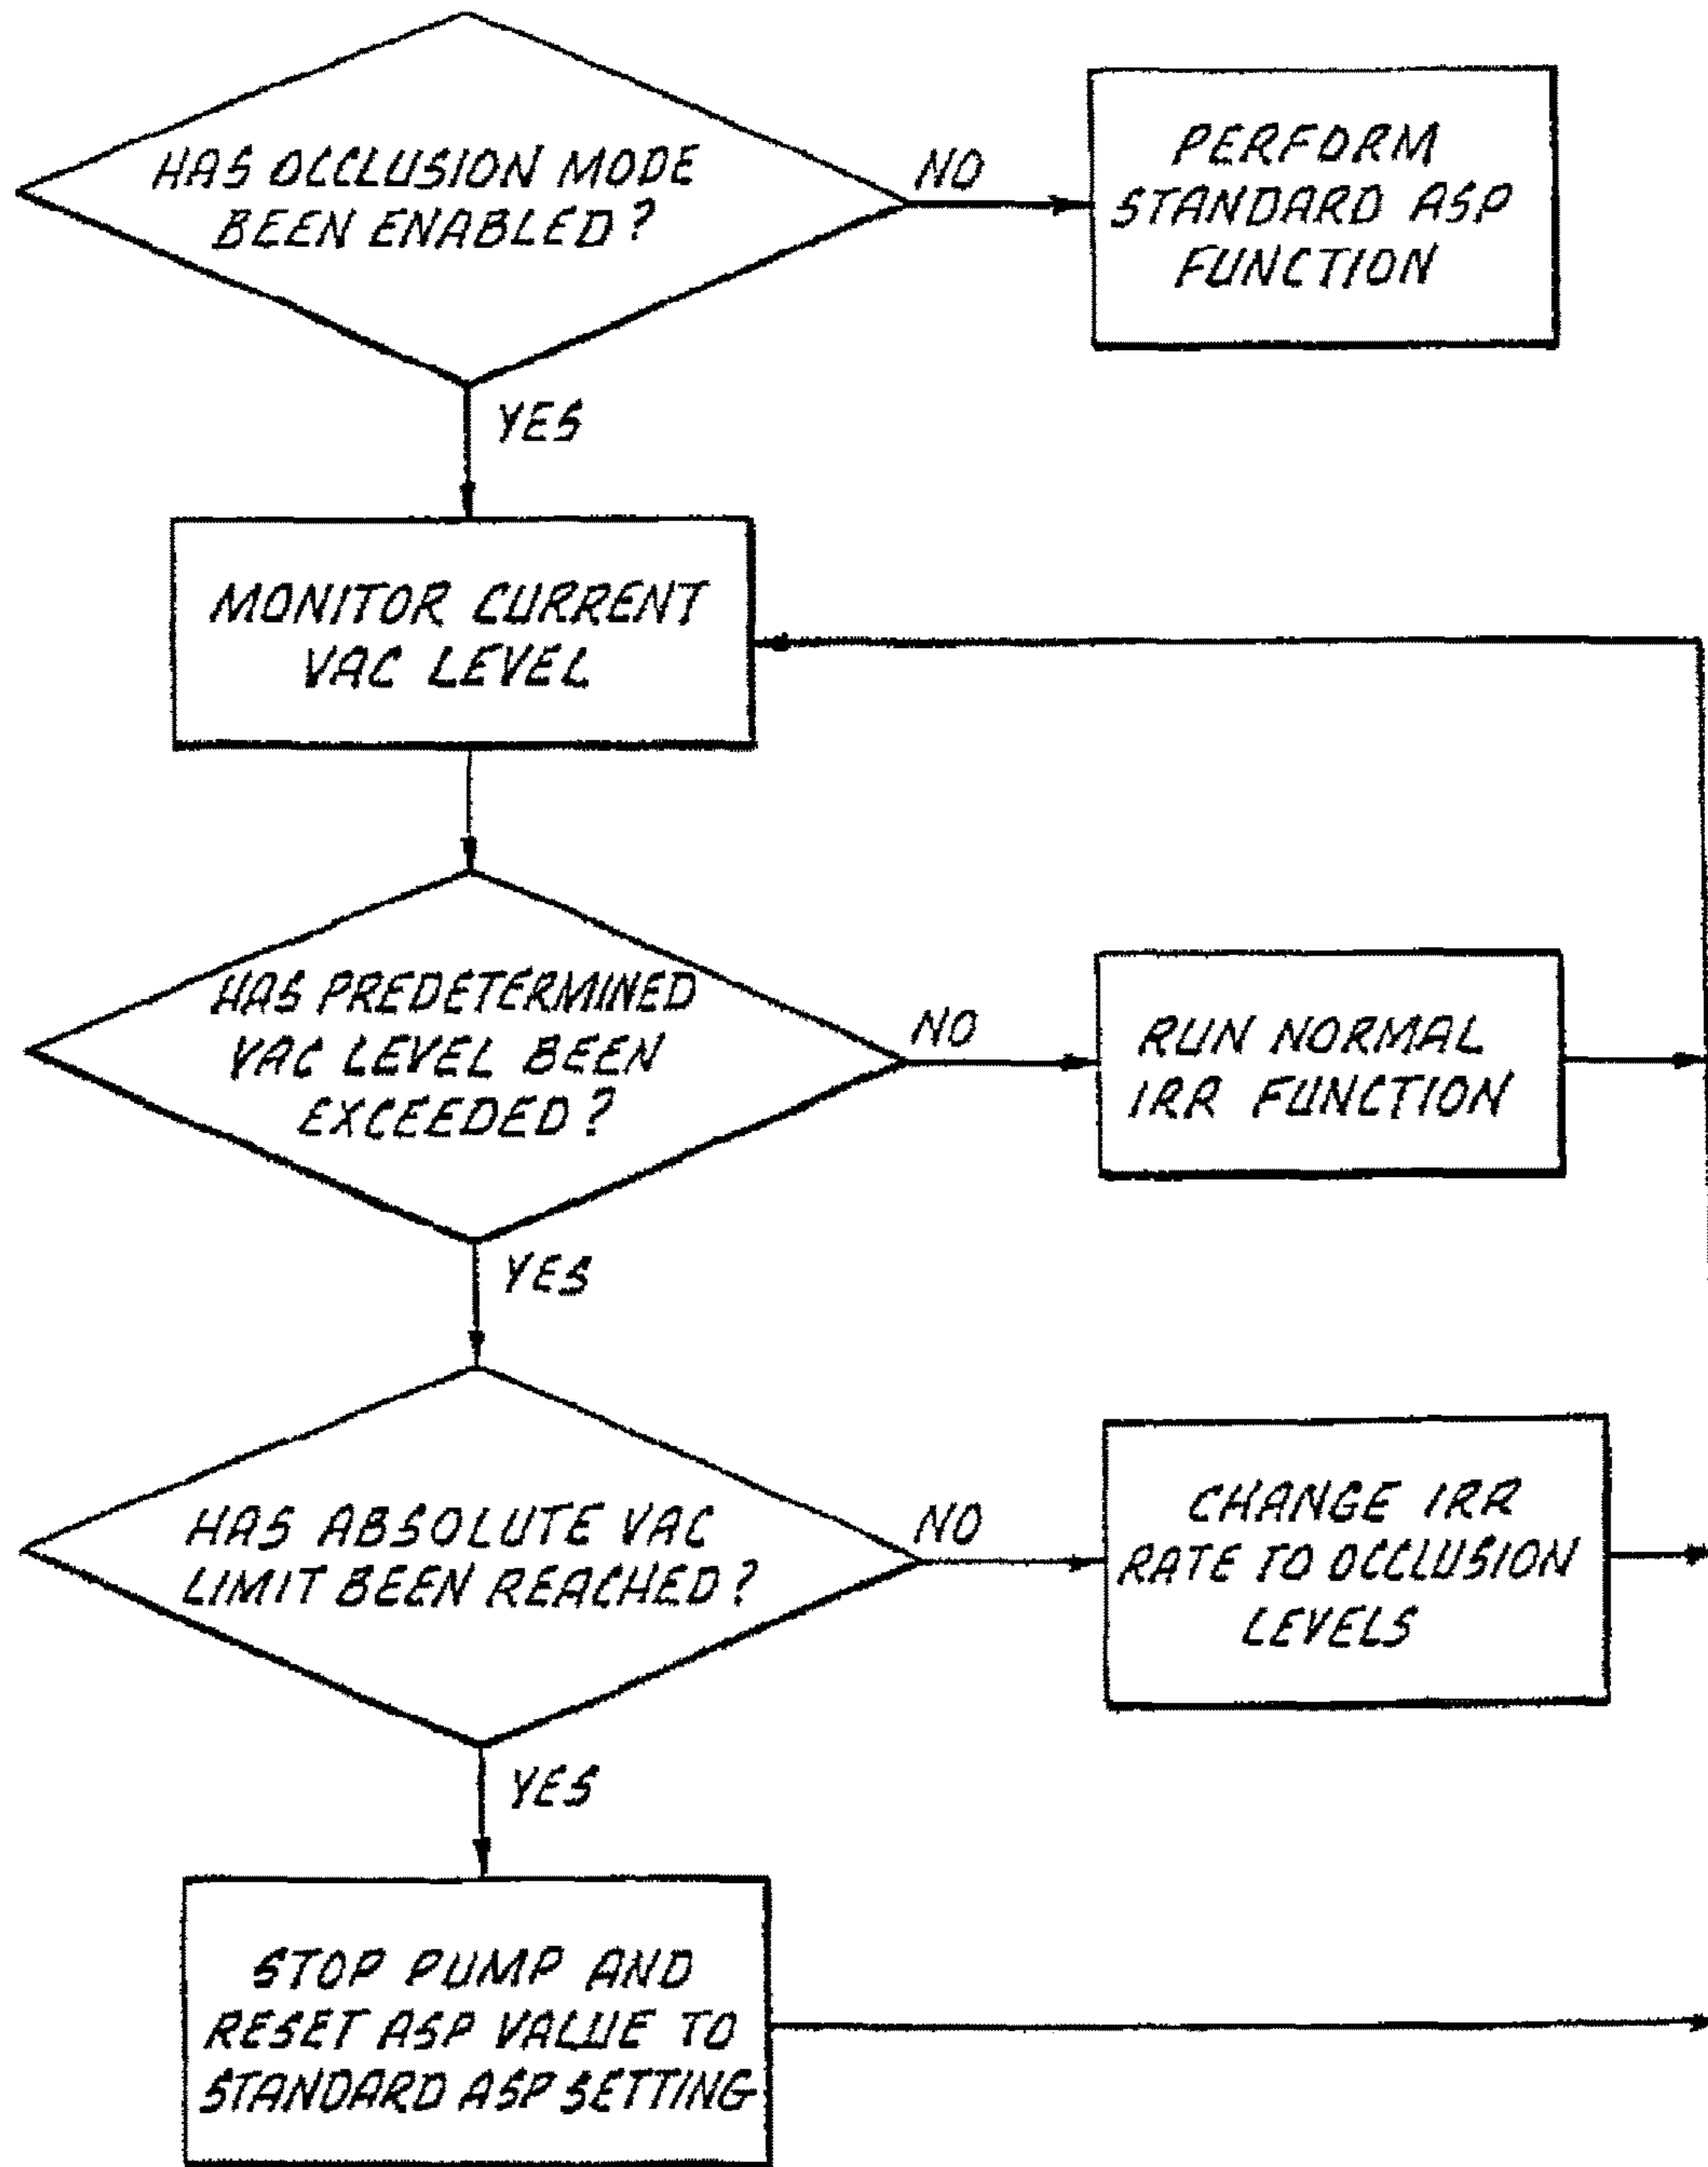 HAS OCCLUSION MODE
BEEN ENABLED?
NO
PERFORM
STANDARD ASP
FUNCTION
YES
MONITOR CURRENT
VAC LEVEL
HAS PREDETERMINED
VAC LEVEL BEEN
EXCEEDED?
NO
RUN NORMAL
IRR FUNCTION
YES
HAS ABSOLUTE VAC
LIMIT BEEN REACHED?
NO
CHANGE IRR
RATE TO OCCLUSION
LEVELS
YES
STOP PUMP AND
RESET ASP VALUE TO
STANDARD ASP SETTING